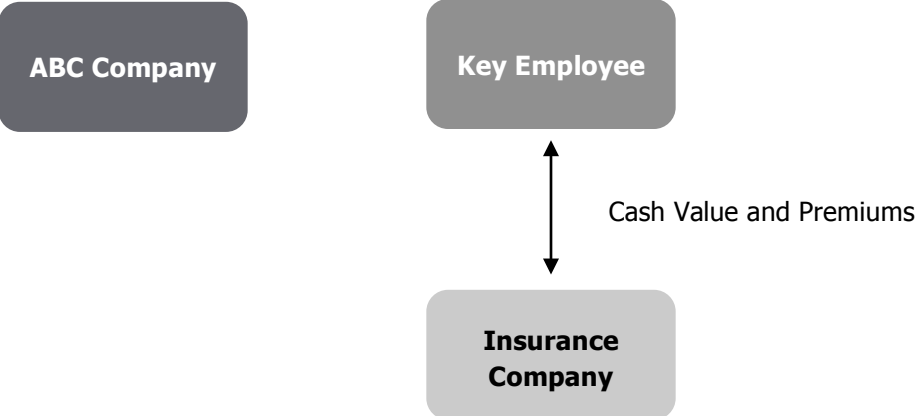 ABC Company
Key Employee
Cash Value and Premiums
Insurance
Company